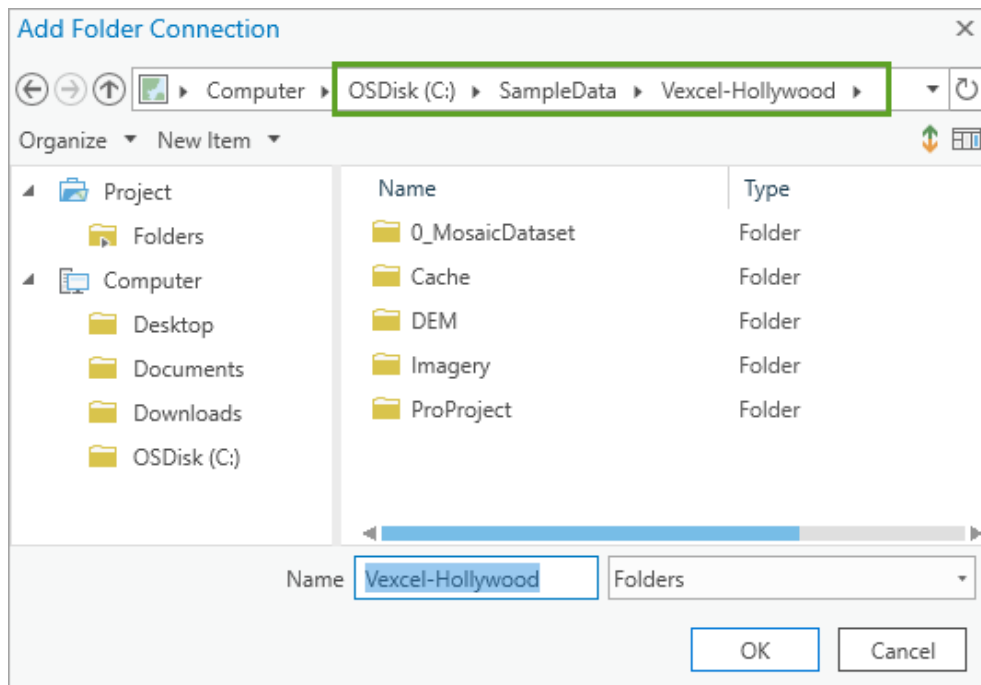 Add Folder Connection
Computer OSDisk (C:) SampleData Vexcel-Hollywood
Organize New Item
Project
Folders
Computer
Desktop
Documents
Downloads
OSDisk (C:)
Name Type
0_MosaicDataset Folder
Cache Folder
DEM Folder
Imagery Folder
ProProject Folder
Name Vexcel-Hollywood Folders
OK Cancel